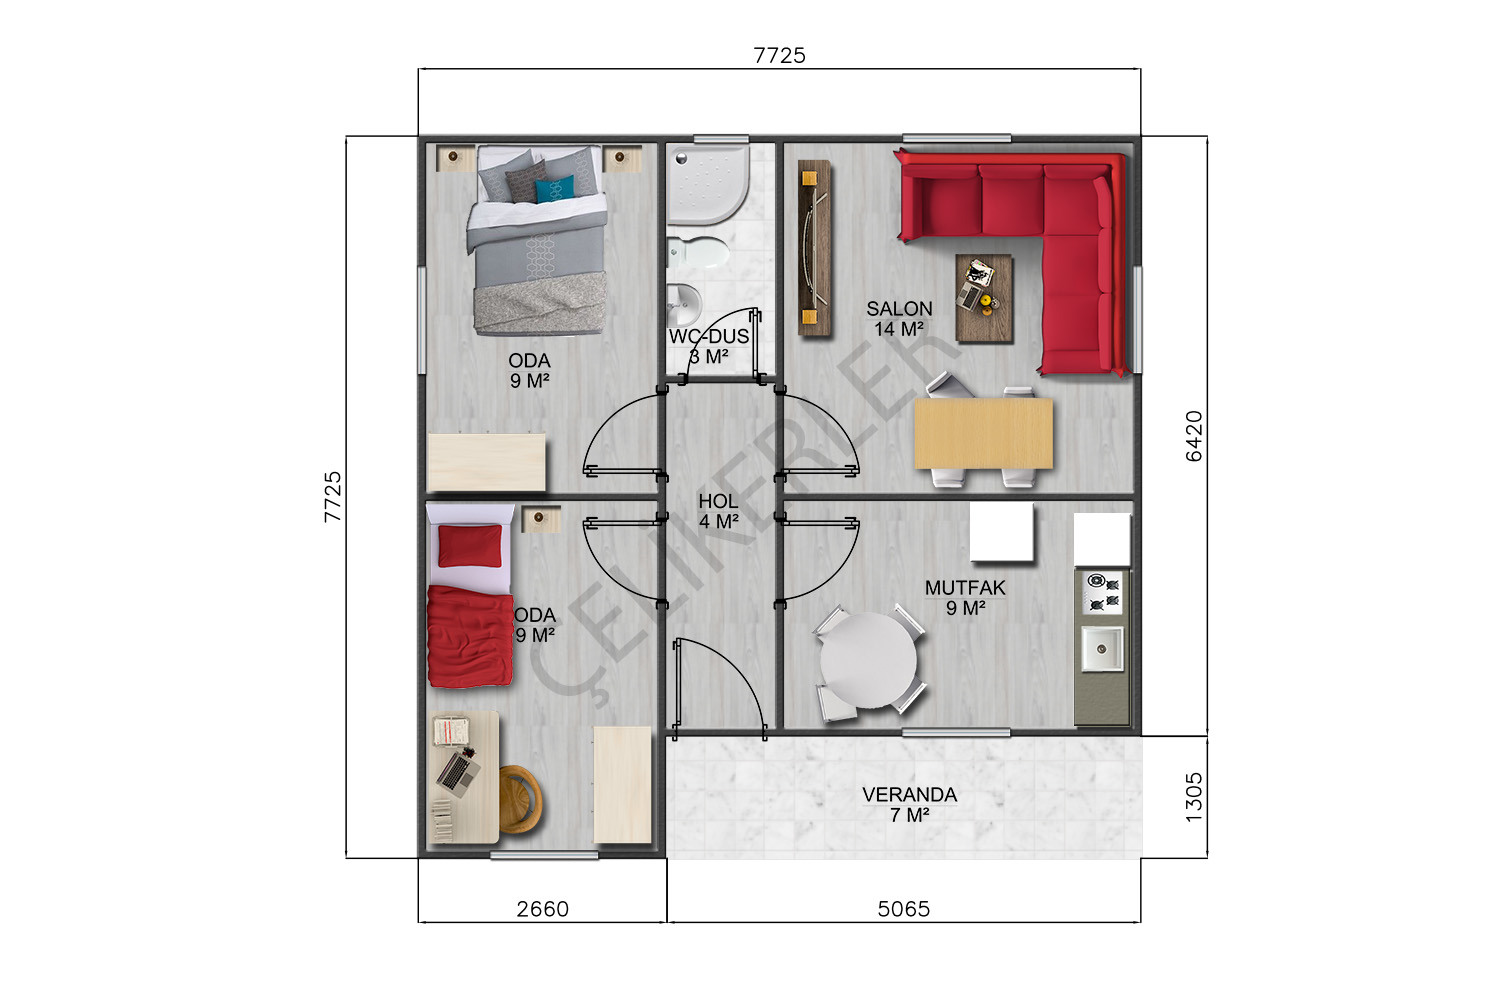 7725
SALON
14 M²
WC-DUS
3 M²
ODA
9 M²
6420
7725
HOL
4 M²
MUTFAK
9 M²
ODA
9 M²
ÇELİKERLER
VERANDA
7 M²
1305
2660
5065